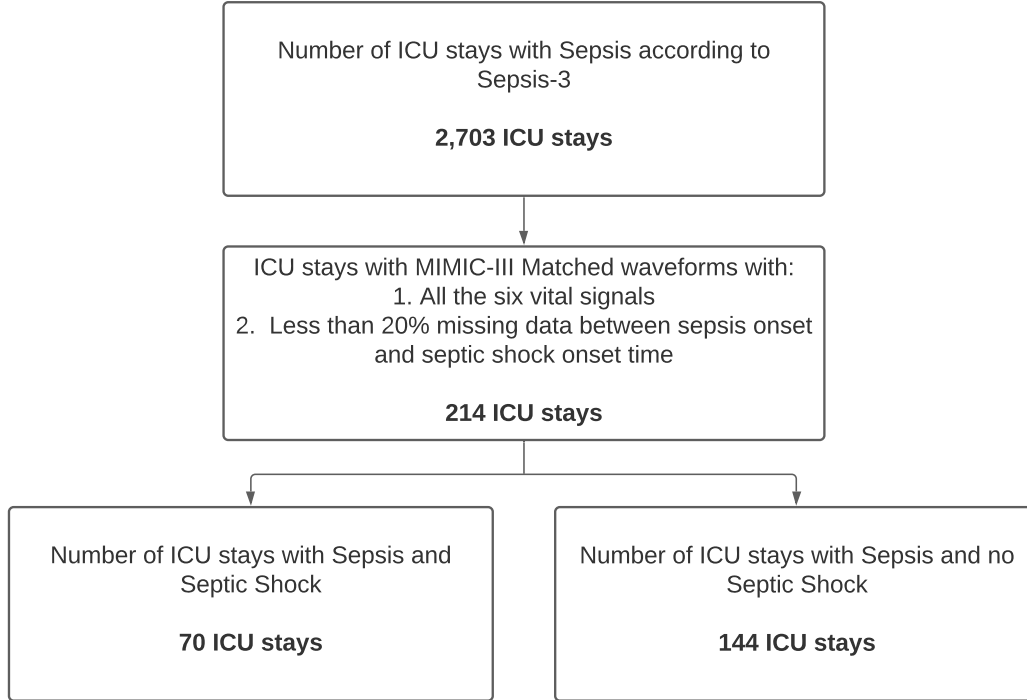 Number of ICU stays with Sepsis according to
Sepsis-3
2,703 ICU stays
ICU stays with MIMIC-III Matched waveforms with:
1. All the six vital signals
2. Less than 20% missing data between sepsis onset
and septic shock onset time
214 ICU stays
Number of ICU stays with Sepsis and
Septic Shock
70 ICU stays
Number of ICU stays with Sepsis and no
Septic Shock
144 ICU stays